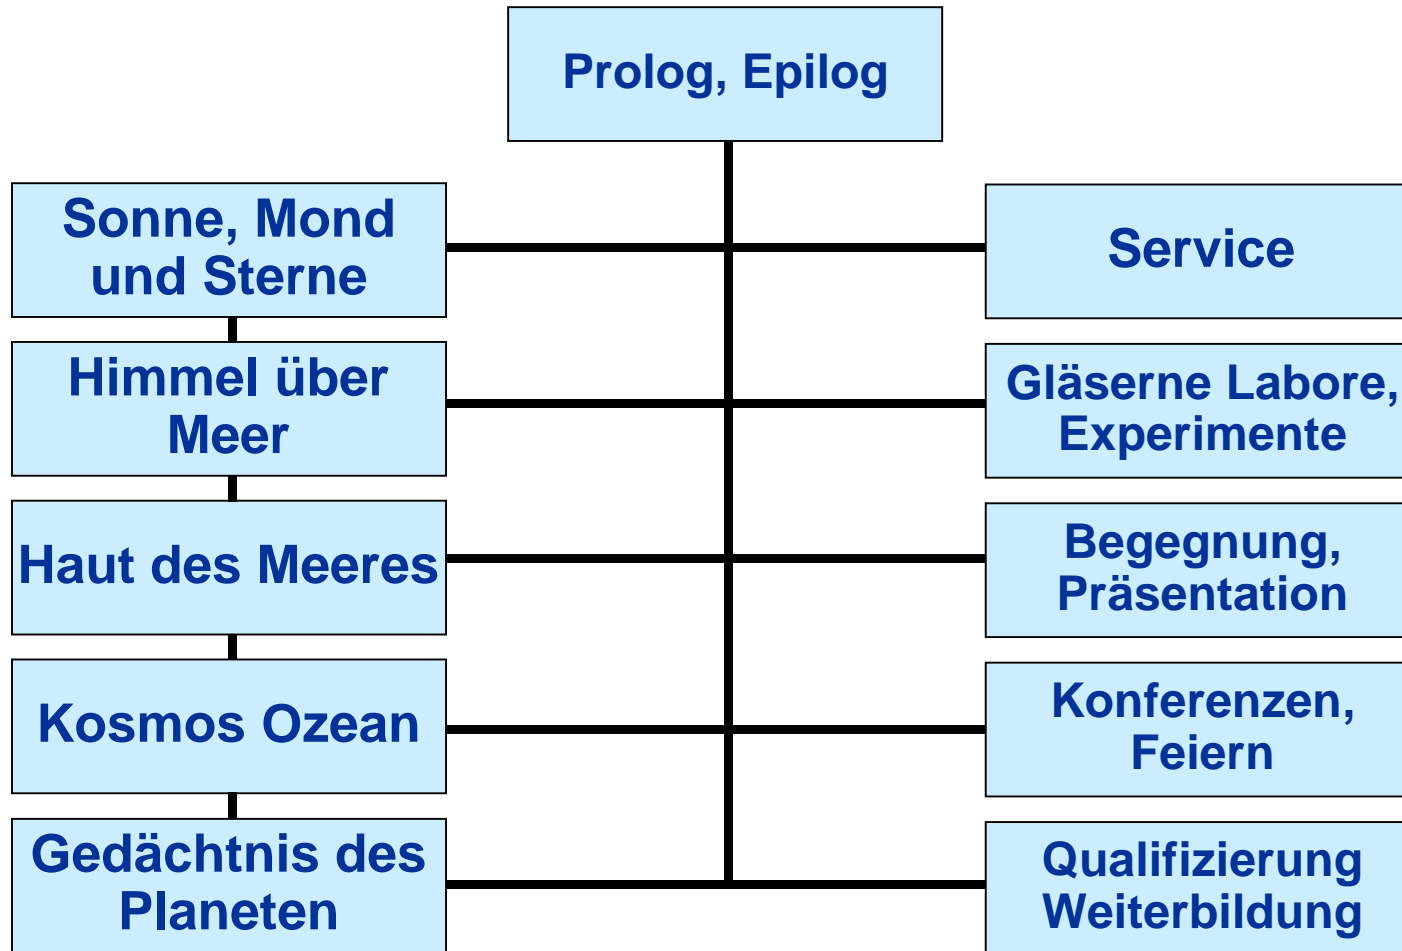 Prolog, Epilog
Sonne, Mond
und Sterne
Himmel über
Meer
Haut des Meeres
Kosmos Ozean
Gedächtnis des
Planeten
Service
Gläserne Labore,
Experimente
Begegnung,
Präsentation
Konferenzen,
Feiern
Qualifizierung
Weiterbildung